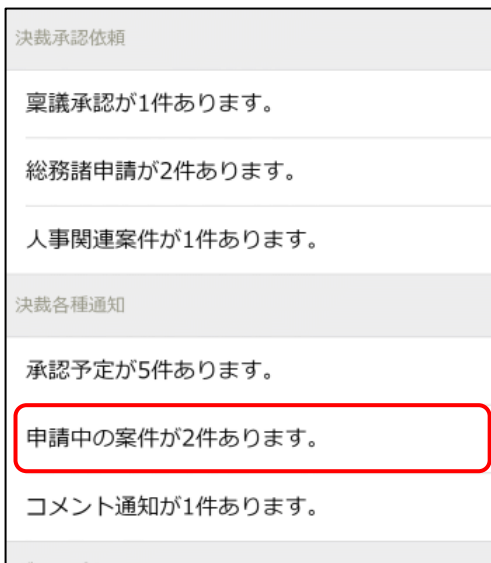 決裁承認依頼
稟議承認が1件あります。
総務諸申請が2件あります。
人事関連案件が1件あります。
決裁各種通知
承認予定が5件あります。
申請中の案件が2件あります。
コメント通知が1件あります。